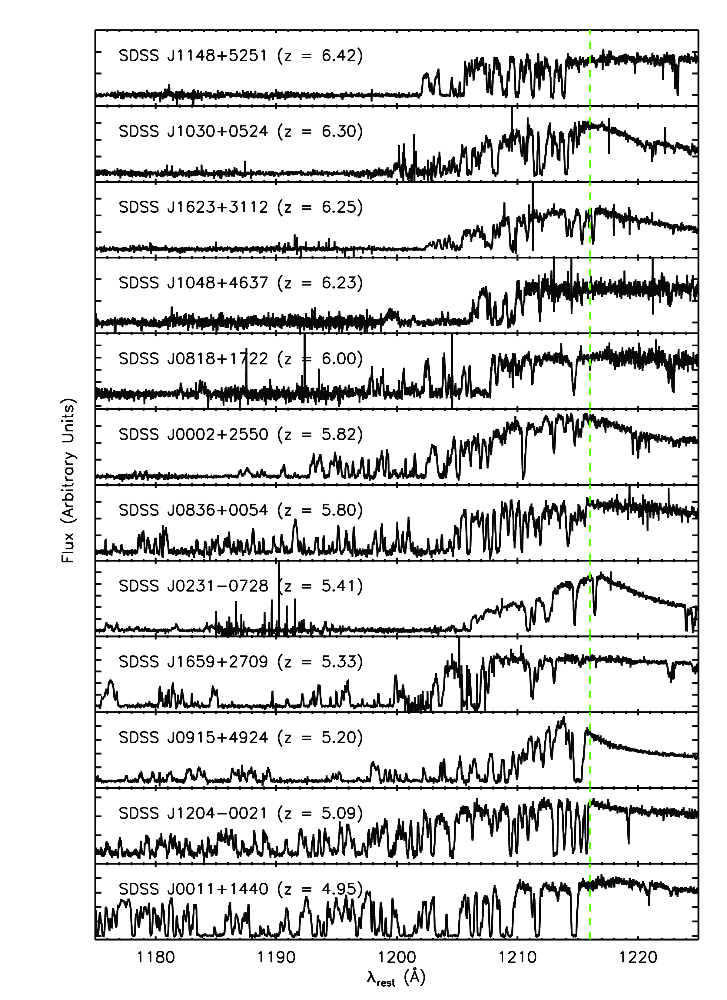 SDSS J1148+5251 (z = 6.42)
SDSS J1030+0524 (z = 6.30)
SDSS J1623+3112 (z = 6.25)
SDSS J1048+4637 (z = 6.23)
SDSS J0818+1722 (z = 6.00)
SDSS J0002+2550 (z = 5.82)
SDSS J0836+0054 (z = 5.80)
SDSS J0231-0728 (z = 5.41)
SDSS J1659+2709 (z = 5.33)
SDSS J0915+4924 (z = 5.20)
SDSS J1204-0021 (z = 5.09)
SDSS J0011+1440 (z = 4.95)
Flux (Arbitrary Units)
1180 1190 1200 1210 1220
λrest (Å)